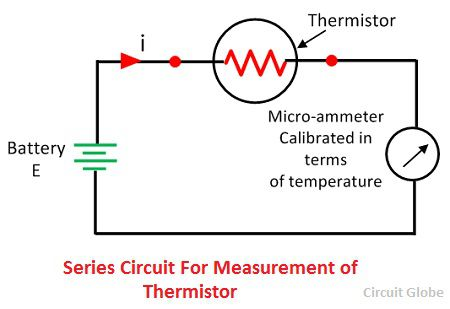 Thermistor
i
Micro-ammeter
Calibrated in
terms
of temperature
Battery
E
Series Circuit For Measurement of
Thermistor
Circuit Globe